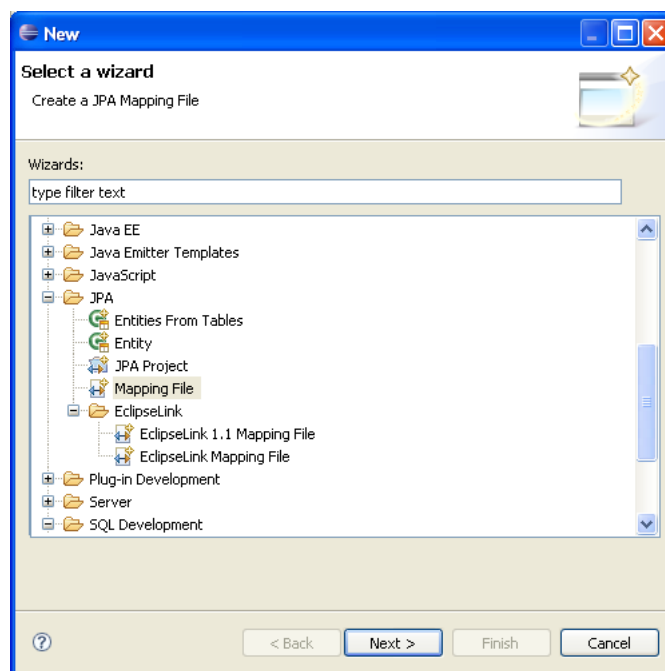 New
Select a wizard
Create a JPA Mapping File
Wizards:
type filter text
Java EE
Java Emitter Templates
JavaScript
JPA
Entities From Tables
Entity
JPA Project
Mapping File
EclipseLink
EclipseLink 1.1 Mapping File
EclipseLink Mapping File
Plug-in Development
Server
SQL Development
? < Back Next > Finish Cancel